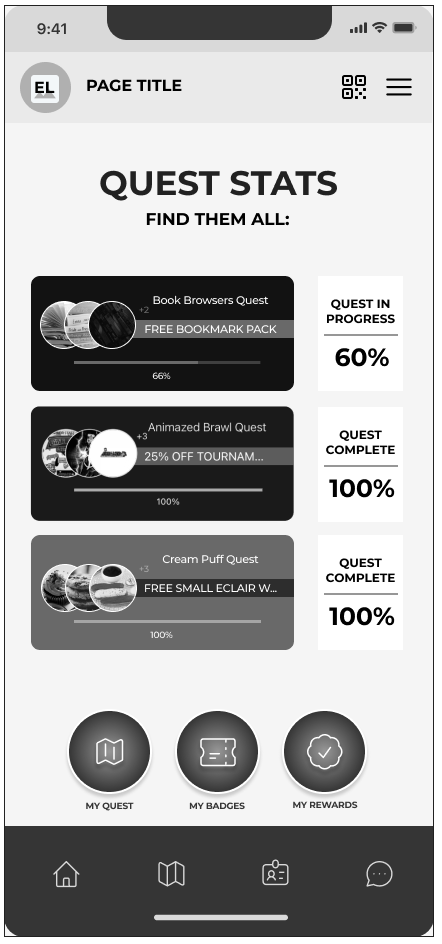 9:41
EL
PAGE TITLE
QUEST STATS
FIND THEM ALL:
Book Browsers Quest
+2
FREE BOOKMARK PACK
66%
QUEST IN
PROGRESS
60%
Animazed Brawl Quest
+3
25% OFF TOURNAM...
100%
QUEST
COMPLETE
100%
Cream Puff Quest
+3
FREE SMALL ECLAIR W...
100%
QUEST
COMPLETE
100%
MY QUEST
MY BADGES
MY REWARDS